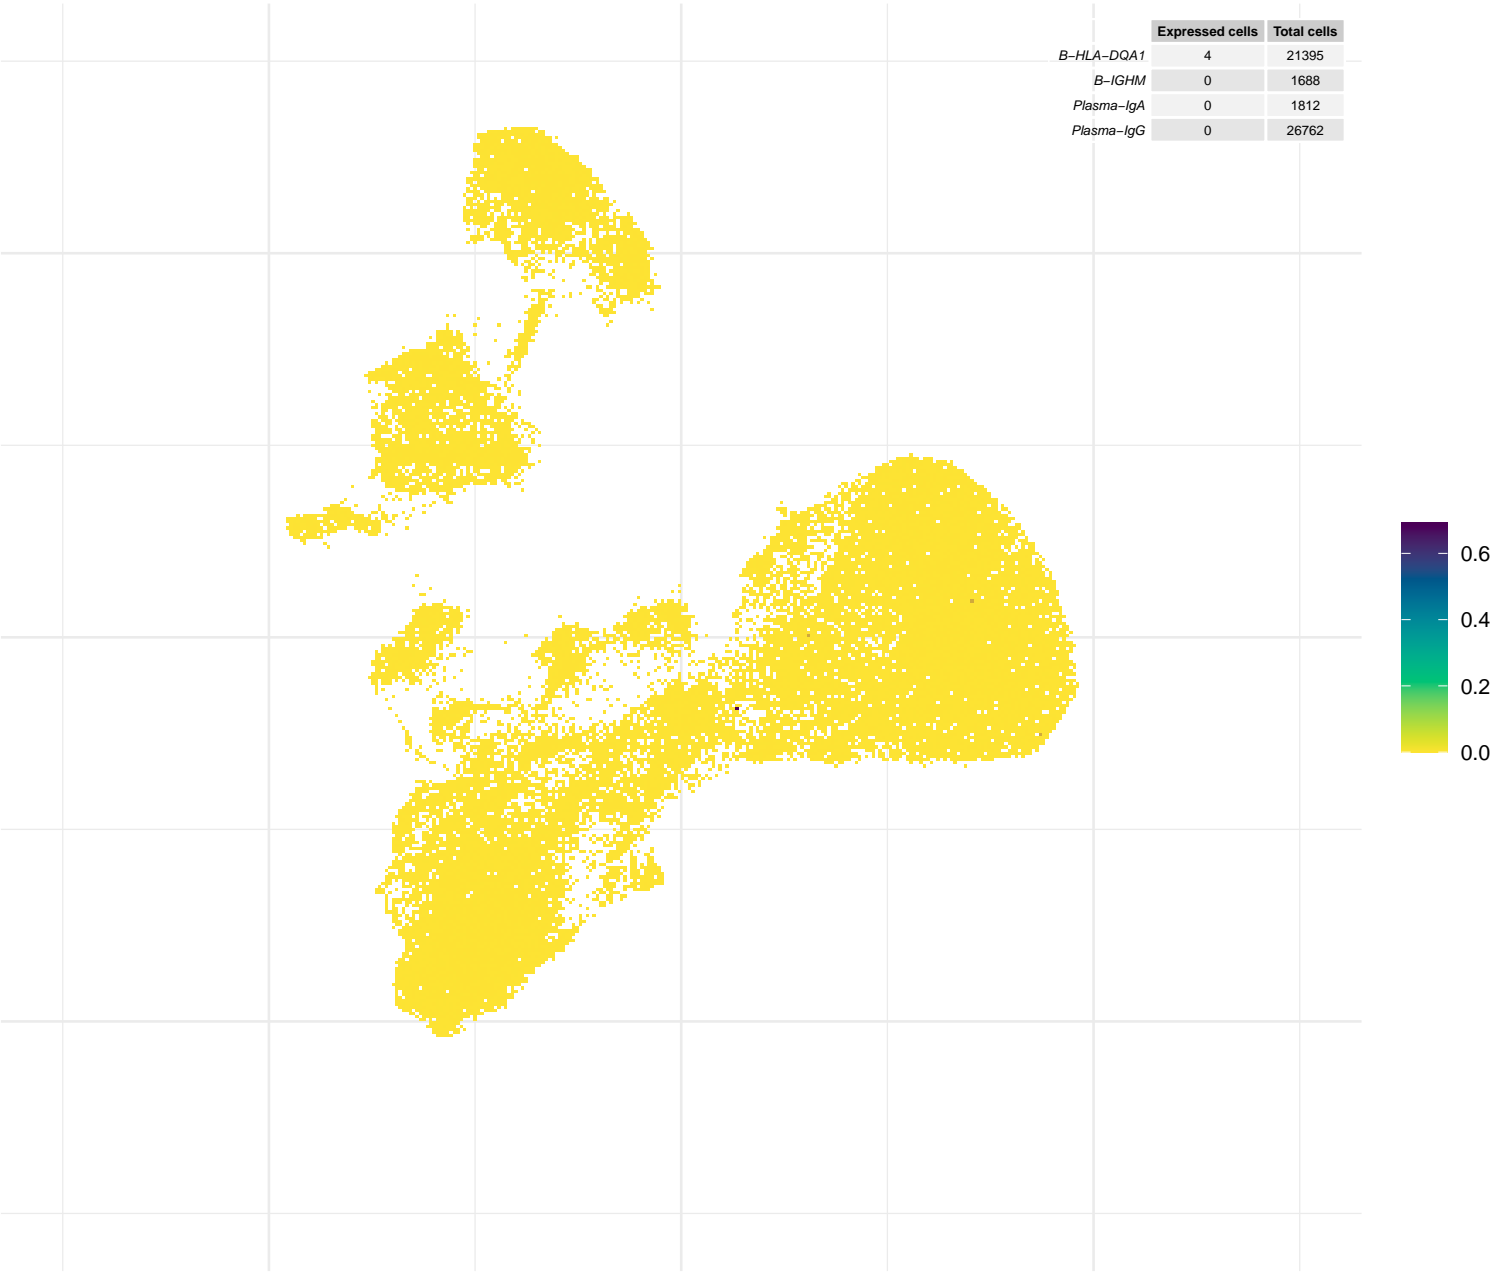 Expressed cells Total cells
B−HLA−DQA1 4 21395
B−IGHM 0 1688
Plasma−IgA 0 1812
Plasma−IgG 0 26762
0.6
0.4
0.2
0.0